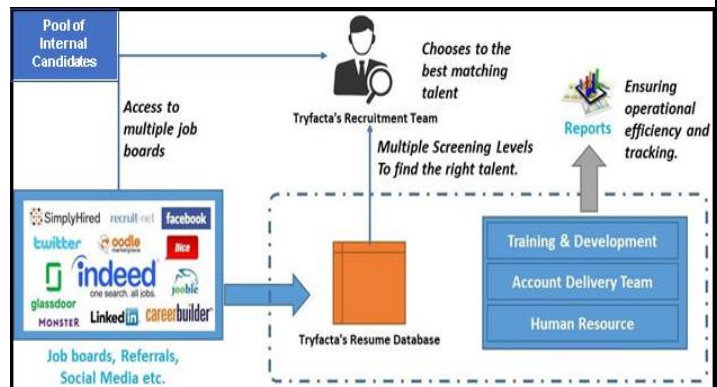 Pool of
Internal
Candidates
Chooses to the
best matching
talent
Tryfacta's Recruitment Team
Ensuring
operational
efficiency and
tracking.
Reports
Access to
multiple job
boards
Multiple Screening Levels
To find the right talent.
SimplyHired
recruit-net
facebook
twitter
oodle
marketplace
Dice
indeed
one search. all jobs.
jooble
glassdoor
MONSTER
Linked in
careerbuilder
Job boards, Referrals,
Social Media etc.
Tryfacta's Resume Database
Training & Development
Account Delivery Team
Human Resource